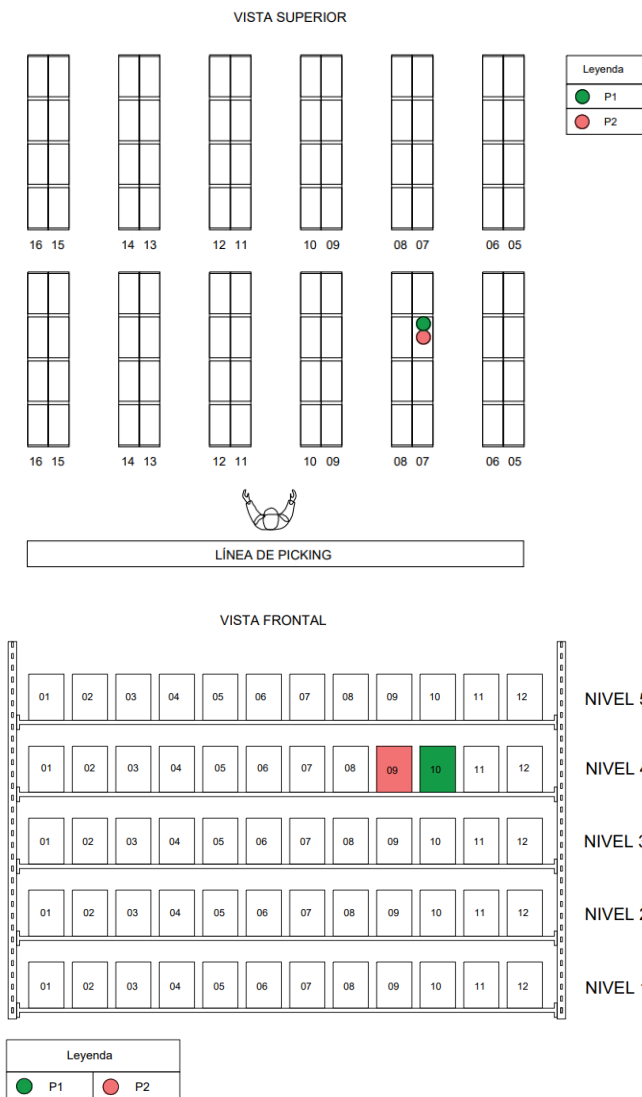 VISTA SUPERIOR
Leyenda
P1
P2
16 15 14 13 12 11 10 09 08 07 06 05
16 15 14 13 12 11 10 09 08 07 06 05
LÍNEA DE PICKING
VISTA FRONTAL
01 02 03 04 05 06 07 08 09 10 11 12 NIVEL 5
01 02 03 04 05 06 07 08 09 10 11 12 NIVEL 4
01 02 03 04 05 06 07 08 09 10 11 12 NIVEL 3
01 02 03 04 05 06 07 08 09 10 11 12 NIVEL 2
01 02 03 04 05 06 07 08 09 10 11 12 NIVEL 1
Leyenda
P1 P2